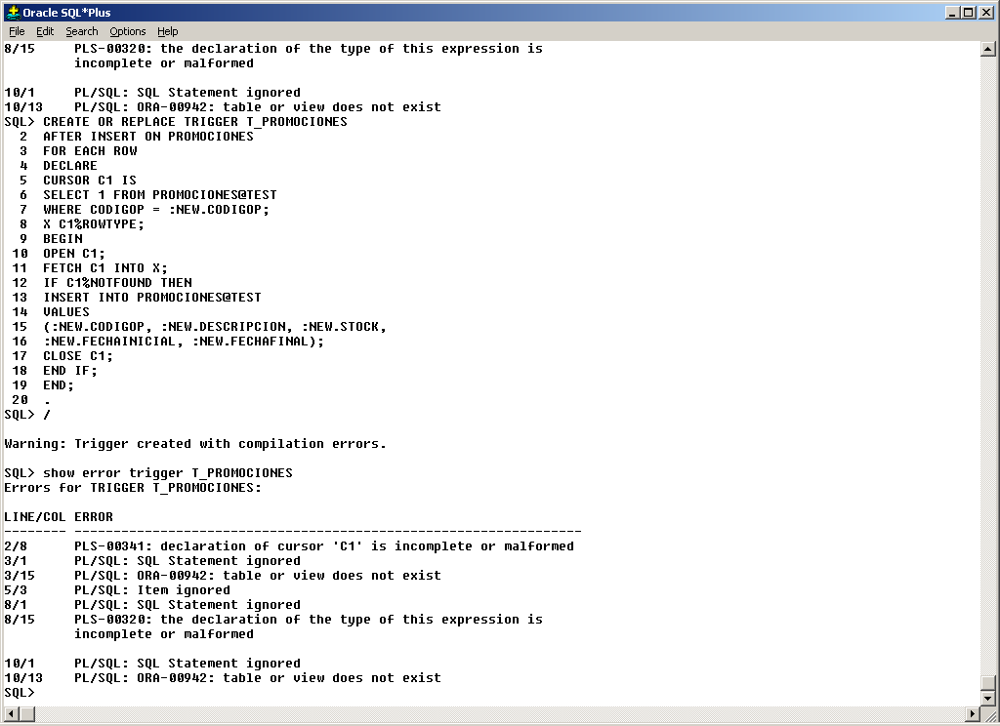 Oracle SQL*Plus
File Edit Search Options Help
8/15     PLS-00320: the declaration of the type of this expression is
         incomplete or malformed
10/1     PL/SQL: SQL Statement ignored
10/13    PL/SQL: ORA-00942: table or view does not exist
SQL> CREATE OR REPLACE TRIGGER T_PROMOCIONES
  2  AFTER INSERT ON PROMOCIONES
  3  FOR EACH ROW
  4  DECLARE
  5  CURSOR C1 IS
  6  SELECT 1 FROM PROMOCIONES@TEST
  7  WHERE CODIGOP = :NEW.CODIGOP;
  8  X C1%ROWTYPE;
  9  BEGIN
 10  OPEN C1;
 11  FETCH C1 INTO X;
 12  IF C1%NOTFOUND THEN
 13  INSERT INTO PROMOCIONES@TEST
 14  VALUES
 15  (:NEW.CODIGOP, :NEW.DESCRIPCION, :NEW.STOCK,
 16  :NEW.FECHAINICIAL, :NEW.FECHAFINAL);
 17  CLOSE C1;
 18  END IF;
 19  END;
 20  .
SQL> /
Warning: Trigger created with compilation errors.
SQL> show error trigger T_PROMOCIONES
Errors for TRIGGER T_PROMOCIONES:
LINE/COL ERROR
-------- -----------------------------------------------------------------
2/8      PLS-00341: declaration of cursor 'C1' is incomplete or malformed
3/1      PL/SQL: SQL Statement ignored
3/15     PL/SQL: ORA-00942: table or view does not exist
5/3      PL/SQL: Item ignored
8/1      PL/SQL: SQL Statement ignored
8/15     PLS-00320: the declaration of the type of this expression is
         incomplete or malformed
10/1     PL/SQL: SQL Statement ignored
10/13    PL/SQL: ORA-00942: table or view does not exist
SQL>